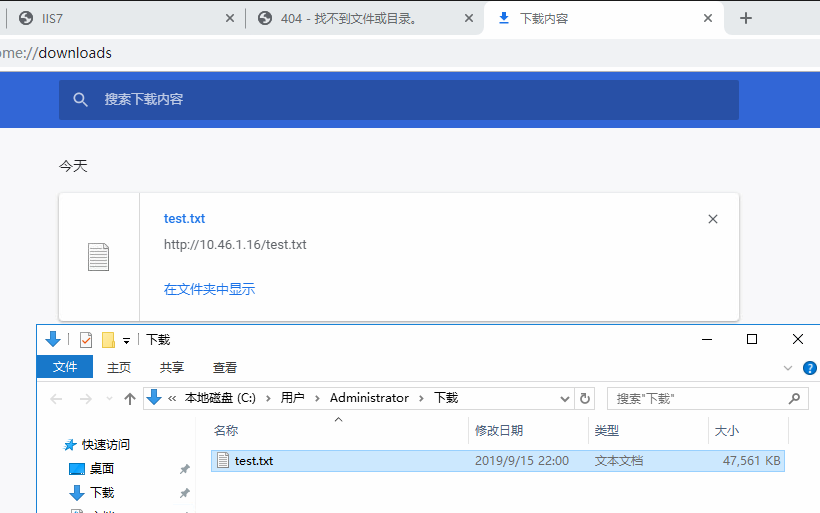 IIS7
404 - 找不到文件或目录。
下载内容
ome://downloads
搜索下载内容
今天
test.txt
http://10.46.1.16/test.txt
在文件夹中显示
下载
文件 主页 共享 查看
« 本地磁盘 (C:) › 用户 › Administrator › 下载
搜索"下载"
名称 修改日期 类型 大小
快速访问
test.txt 2019/9/15 22:00 文本文档 47,561 KB
桌面
下载